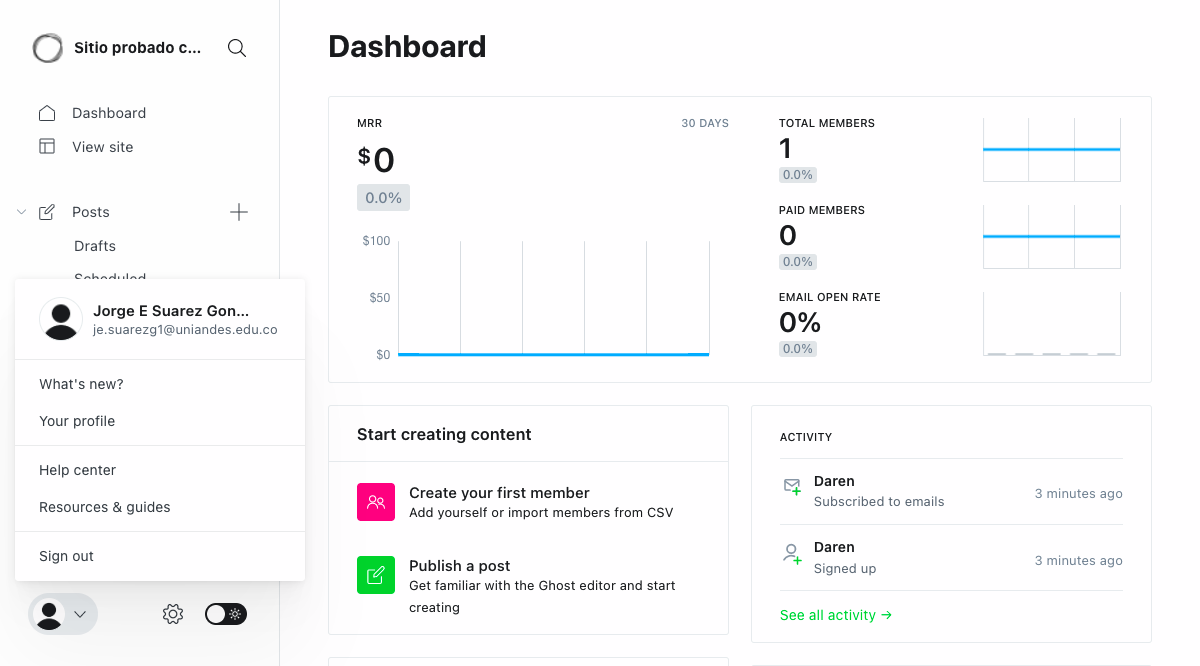 Sitio probado c...
Dashboard
View site
Posts
Drafts
Scheduled
Jorge E Suarez Gon...
je.suarezg1@uniandes.edu.co
What's new?
Your profile
Help center
Resources & guides
Sign out
Dashboard
MRR
30 DAYS
$0
0.0%
$100
$50
$0
TOTAL MEMBERS
1
0.0%
PAID MEMBERS
0
0.0%
EMAIL OPEN RATE
0%
0.0%
Start creating content
Create your first member
Add yourself or import members from CSV
Publish a post
Get familiar with the Ghost editor and start
creating
ACTIVITY
Daren
Subscribed to emails
3 minutes ago
Daren
Signed up
3 minutes ago
See all activity →